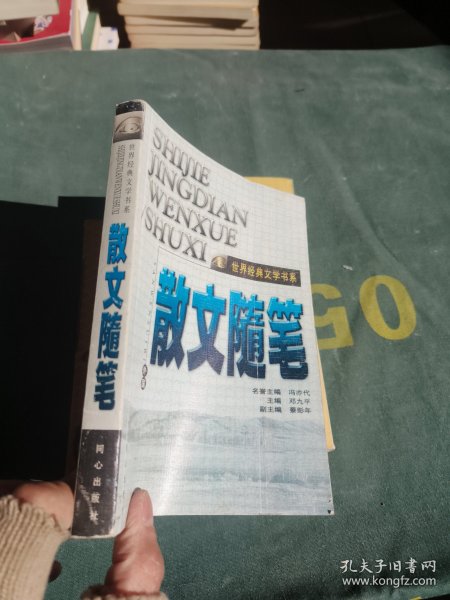 SHIJIE
JINGDIAN
WENXUE
SHUXI
世界经典文学书系
散文随笔
名誉主编 冯亦代
主编 邓九平
副主编 蔡彭年
世界经典文学书系
SHIJIEJINGDIANWENXUESHUXI
散文随笔
同心出版社
50
孔夫子旧书网
www.kongfz.com